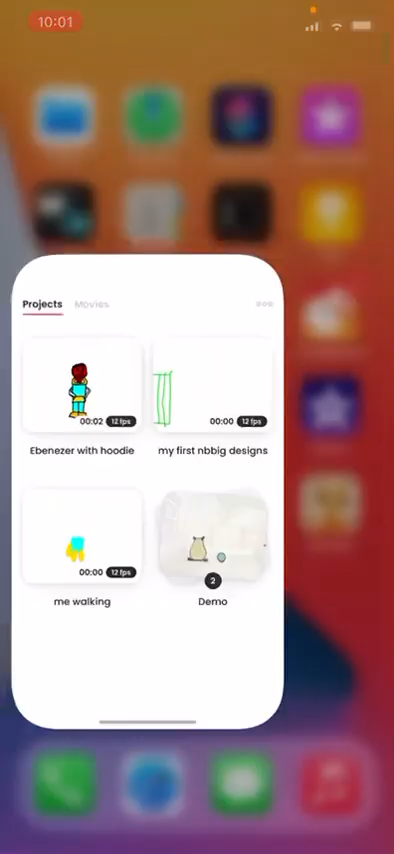 10:01
Projects Movies
00:02 12 fps 00:00 12 fps
Ebenezer with hoodie my first nbbig designs
00:00 12 fps 2
me walking Demo